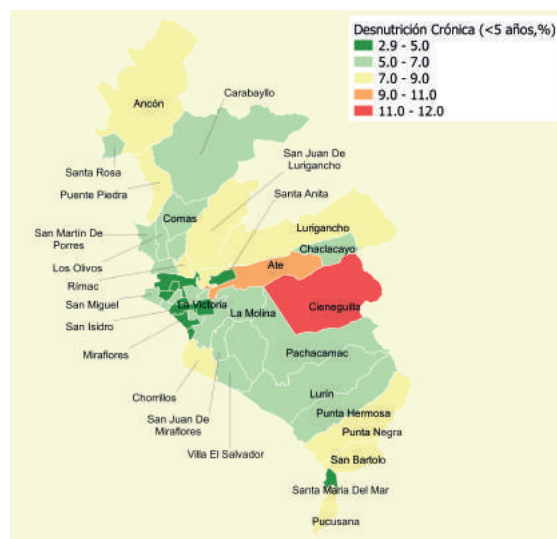 Desnutrición Crónica (<5 años,%)
2.9 - 5.0
5.0 - 7.0
7.0 - 9.0
9.0 - 11.0
11.0 - 12.0
Carabayllo
Ancón
San Juan De
Lurigancho
Santa Rosa
Puente Piedra
Santa Anita
Comas
Lurigancho
San Martín De
Porres
Chaclacayo
Los Olivos
Ate
Rímac
Cieneguilla
San Miguel
La Victoria
La Molina
San Isidro
Miraflores
Pachacamac
Chorrillos
Lurín
San Juan De
Miraflores
Punta Hermosa
Punta Negra
Villa El Salvador
San Bartolo
Santa Maria Del Mar
Pucusana